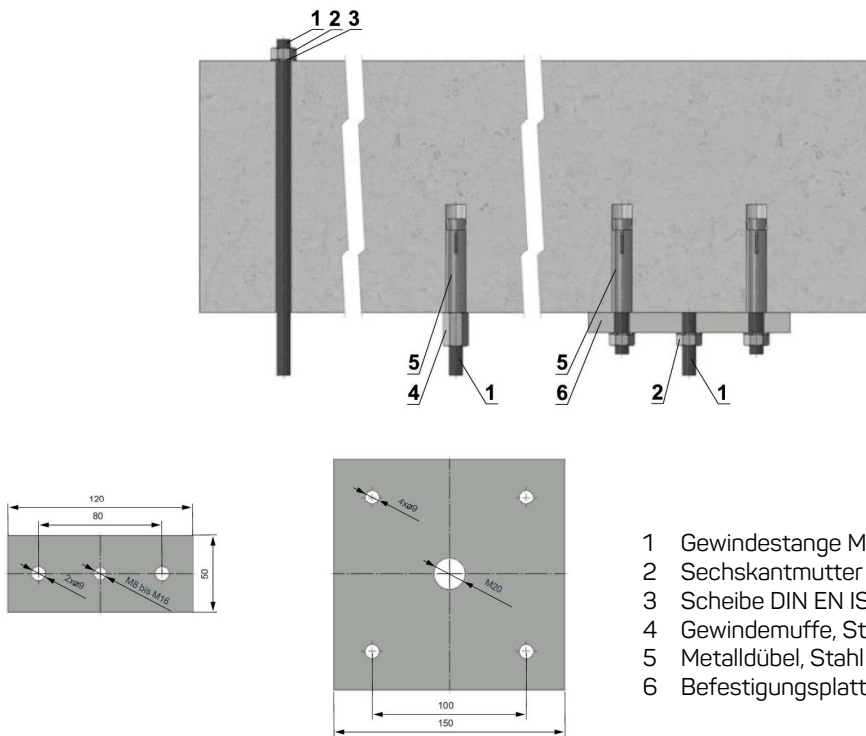 1 2 3
5 5
4 1 6 2 1
120
80
50
2xø9
M8 bis M16
4xø9
M20
100
150
1 Gewindestange M
2 Sechskantmutter
3 Scheibe DIN EN IS
4 Gewindemuffe, St
5 Metalldübel, Stahl
6 Befestigungsplatt